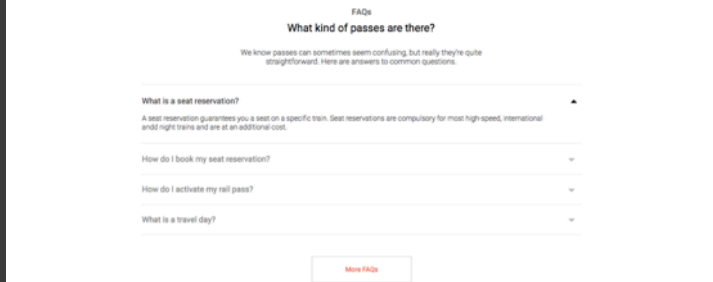 FAQs
What kind of passes are there?
We know passes can sometimes seem confusing, but really they're quite
straightforward. Here are answers to common questions.
What is a seat reservation?
A seat reservation guarantees you a seat on a specific train. Seat reservations are compulsory for most high-speed, international
andd night trains and are at an additional cost.
How do I book my seat reservation?
How do I activate my rail pass?
What is a travel day?
More FAQs